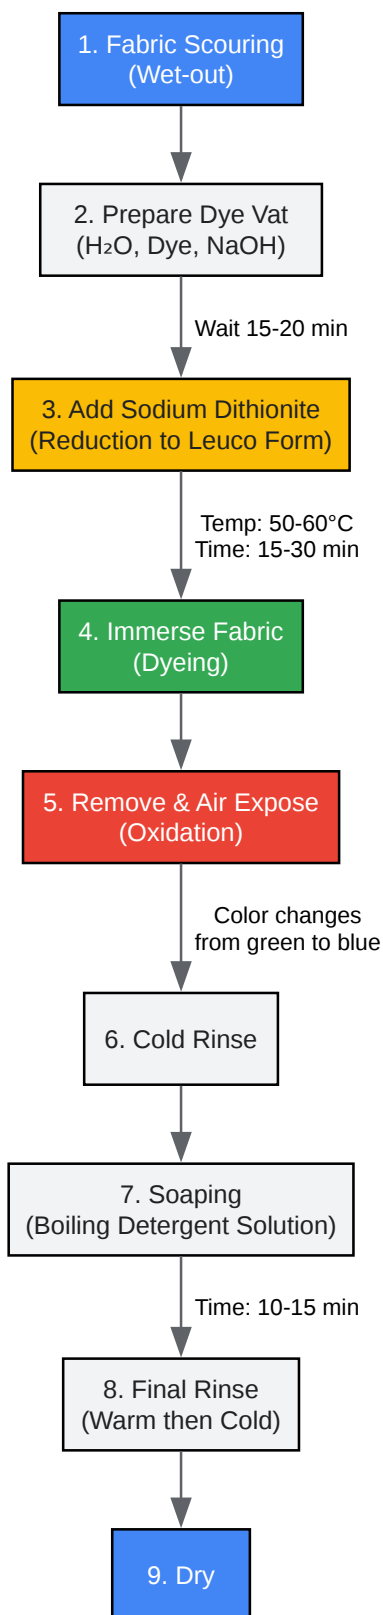 1. Fabric Scouring
(Wet-out)
2. Prepare Dye Vat
(H₂O, Dye, NaOH)
Wait 15-20 min
3. Add Sodium Dithionite
(Reduction to Leuco Form)
Temp: 50-60°C
Time: 15-30 min
4. Immerse Fabric
(Dyeing)
5. Remove & Air Expose
(Oxidation)
Color changes
from green to blue
6. Cold Rinse
7. Soaping
(Boiling Detergent Solution)
Time: 10-15 min
8. Final Rinse
(Warm then Cold)
9. Dry